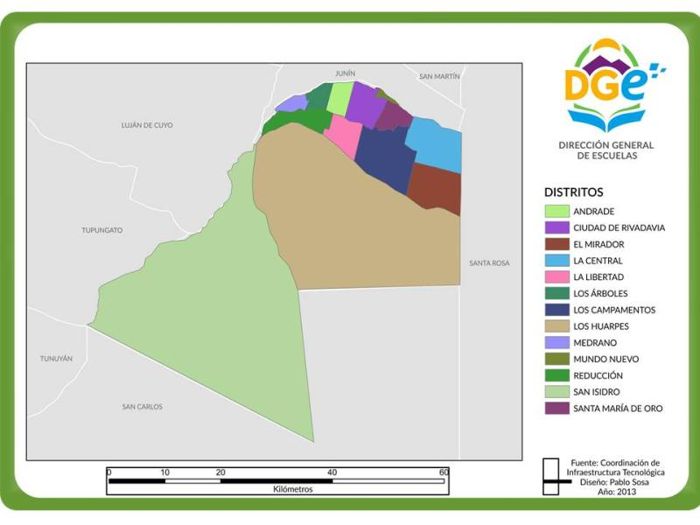 JUNÍN
SAN MARTÍN
LUJÁN DE CUYO
TUPUNGATO
SANTA ROSA
TUNUYÁN
SAN CARLOS
0 10 20 40 60
Kilómetros
DGe
DIRECCIÓN GENERAL
DE ESCUELAS
DISTRITOS
ANDRADE
CIUDAD DE RIVADAVIA
EL MIRADOR
LA CENTRAL
LA LIBERTAD
LOS ÁRBOLES
LOS CAMPAMENTOS
LOS HUARPES
MEDRANO
MUNDO NUEVO
REDUCCIÓN
SAN ISIDRO
SANTA MARÍA DE ORO
Fuente: Coordinación de
Infraestructura Tecnológica
Diseño: Pablo Sosa
Año: 2013